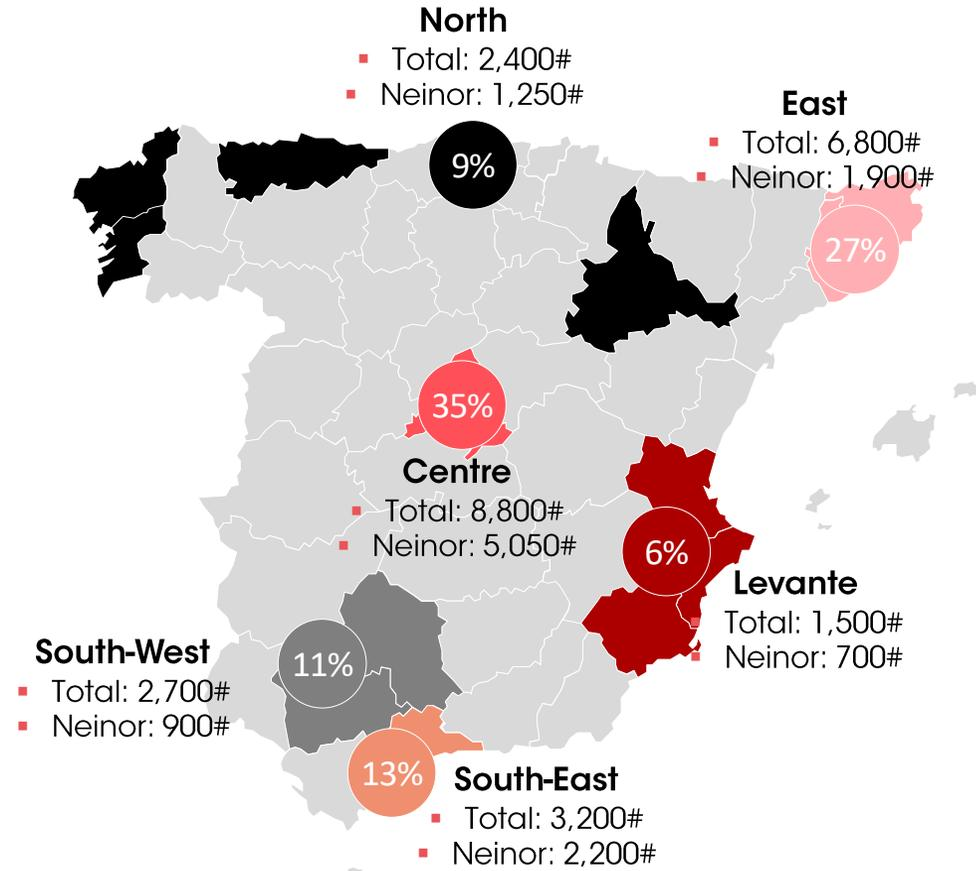 North
Total: 2,400#
Neinor: 1,250#
9%
East
Total: 6,800#
Neinor: 1,900#
27%
35%
Centre
Total: 8,800#
Neinor: 5,050#
6%
Levante
Total: 1,500#
Neinor: 700#
South-West
Total: 2,700#
Neinor: 900#
11%
13%
South-East
Total: 3,200#
Neinor: 2,200#